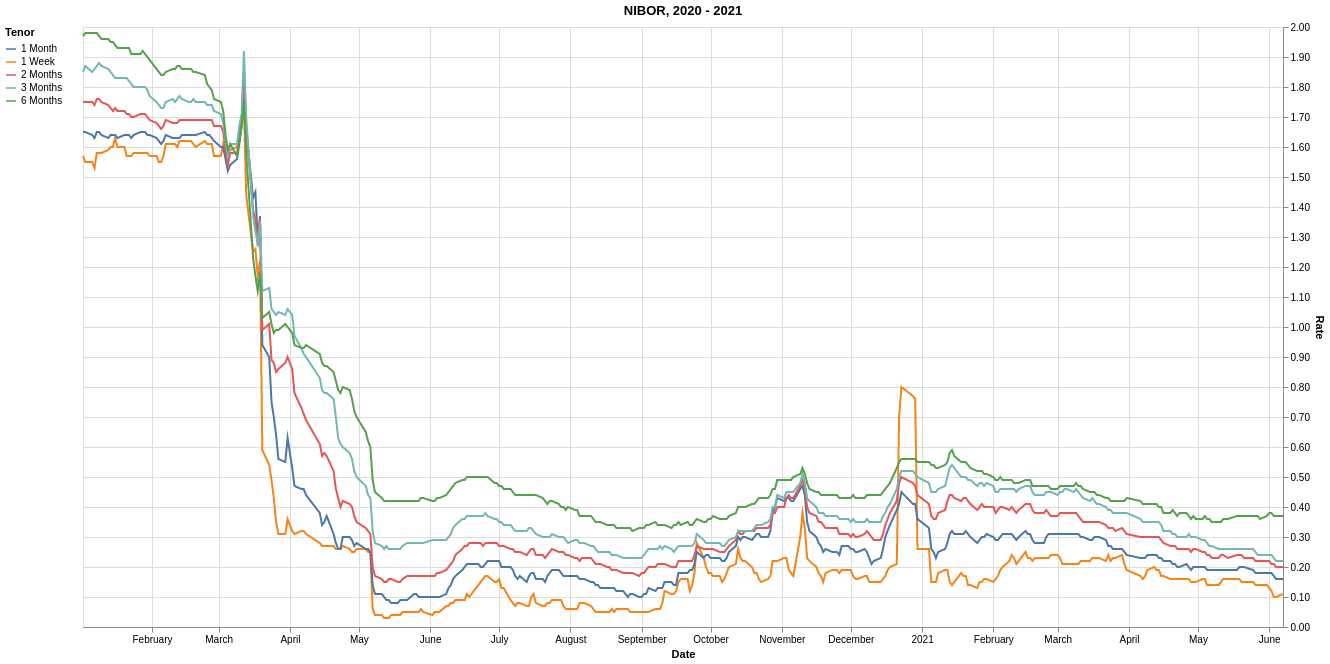 NIBOR, 2020 - 2021
Tenor
1 Month
1 Week
2 Months
3 Months
6 Months
2.00
1.90
1.80
1.70
1.60
1.50
1.40
1.30
1.20
1.10
1.00
0.90
0.80
0.70
0.60
0.50
0.40
0.30
0.20
0.10
0.00
Rate
February March April May June July August September October November December 2021 February March April May June
Date